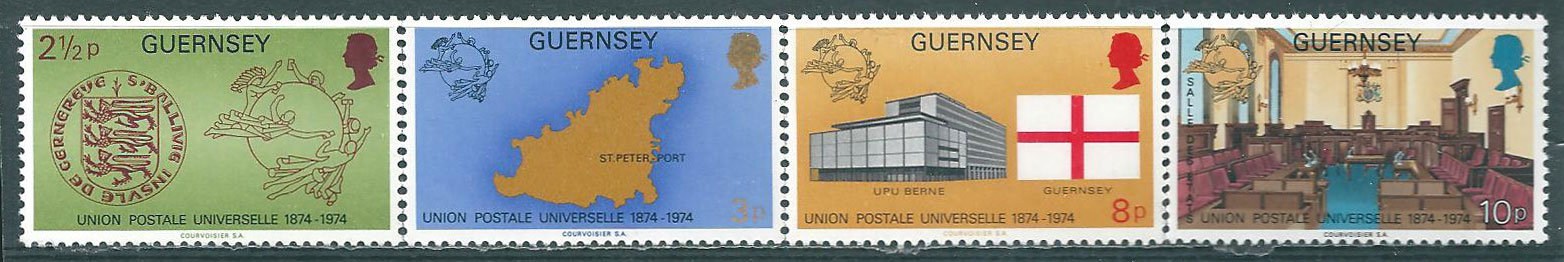 2½p GUERNSEY
S'BALLIVIE INSVLE DE GERNEREYE
UNION POSTALE UNIVERSELLE 1874-1974
COURVOISIER S.A.
GUERNSEY
ST. PETER, PORT
3p
UNION POSTALE UNIVERSELLE 1874-1974
COURVOISIER S.A.
GUERNSEY
UPU BERNE
GUERNSEY
UNION POSTALE UNIVERSELLE 1874-1974 8p
COURVOISIER S.A.
GUERNSEY
SALLE DES ETATS
UNION POSTALE UNIVERSELLE 1874-1974 10p
COURVOISIER S.A.